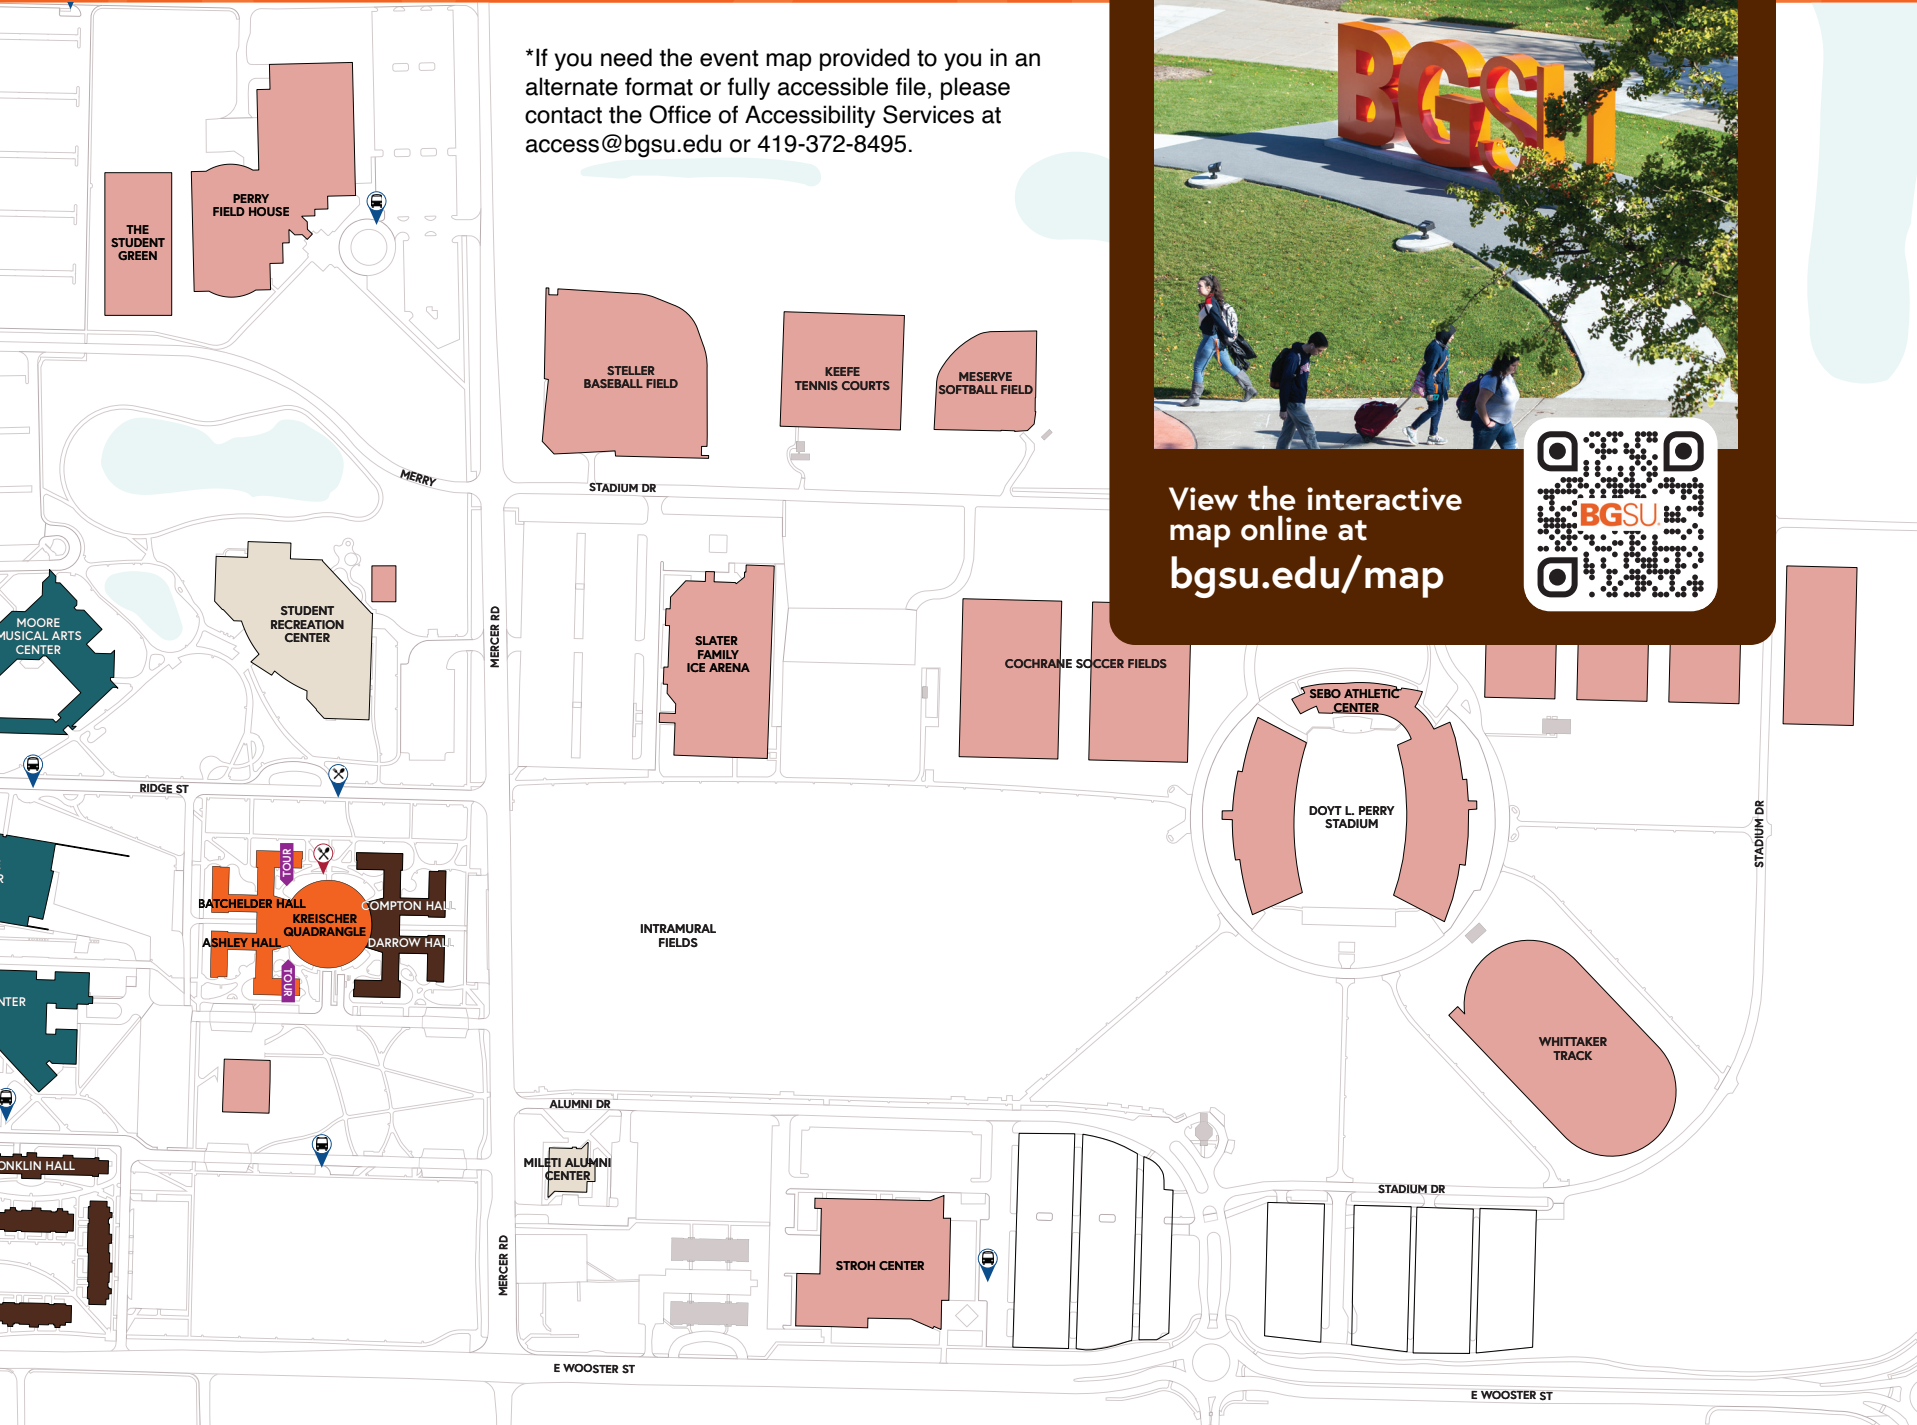 *If you need the event map provided to you in an
alternate format or fully accessible file, please
contact the Office of Accessibility Services at
access@bgsu.edu or 419-372-8495.
BGSU
View the interactive
map online at
bgsu.edu/map
BGSU.
PERRY
FIELD HOUSE
THE
STUDENT
GREEN
STELLER
BASEBALL FIELD
KEEFE
TENNIS COURTS
MESERVE
SOFTBALL FIELD
MERRY
STADIUM DR
STUDENT
RECREATION
CENTER
MOORE
MUSICAL ARTS
CENTER
MERCER RD
SLATER
FAMILY
ICE ARENA
COCHRANE SOCCER FIELDS
SEBO ATHLETIC
CENTER
DOYT L. PERRY
STADIUM
STADIUM DR
RIDGE ST
TOUR
BATCHELDER HALL
COMPTON HALL
KREISCHER
QUADRANGLE
ASHLEY HALL
DARROW HALL
TOUR
INTRAMURAL
FIELDS
R
NTER
WHITTAKER
TRACK
ALUMNI DR
MILETI ALUMNI
CENTER
ONKLIN HALL
STADIUM DR
MERCER RD
STROH CENTER
E WOOSTER ST
E WOOSTER ST